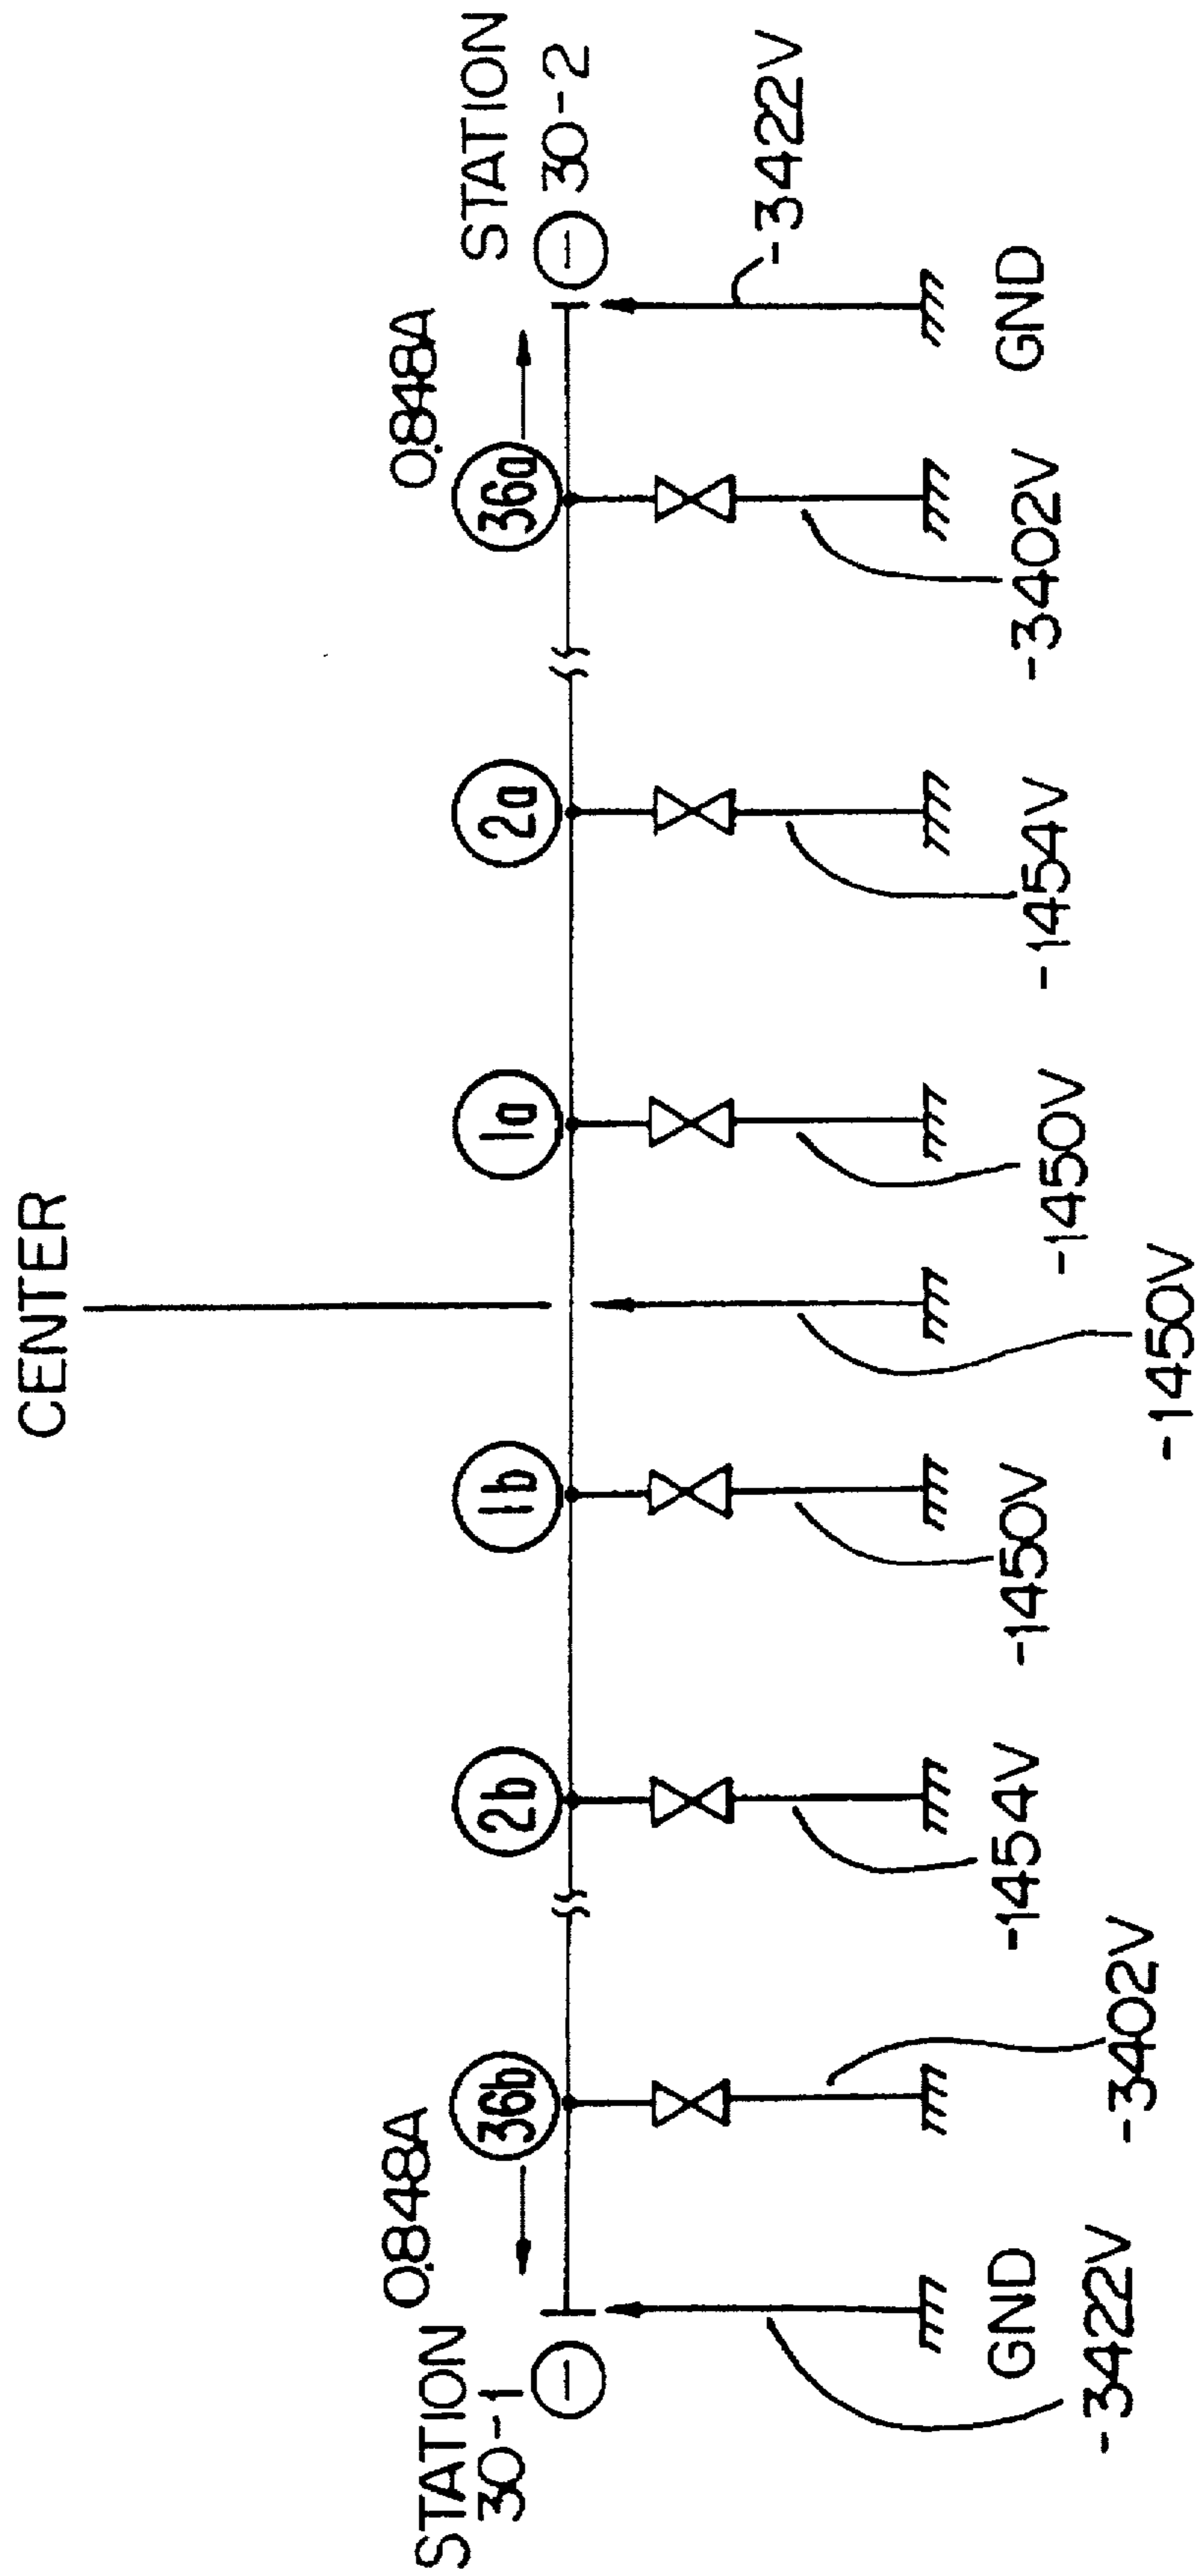 CENTER
0.848A
0.848A
STATION
30-1
STATION
30-2
36b
2b
1b
1a
2a
36a
GND
GND
-3422V
-3402V
-1454V
-1450V
-1450V
-1450V
-1454V
-3402V
-3422V